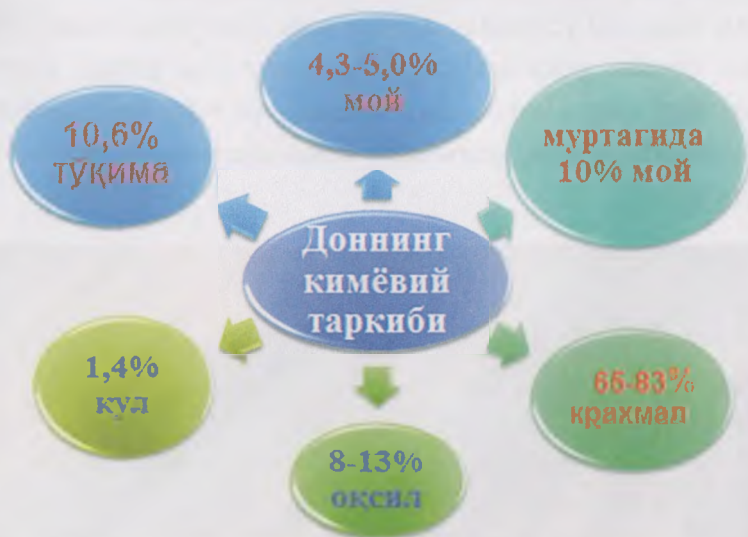 4,3-5,0%
мой
10,6%
тўқима
муртагида
10% мой
Доннинг
кимёвий
таркиби
1,4%
кул
65-83%
крахмал
8-13%
оқсил